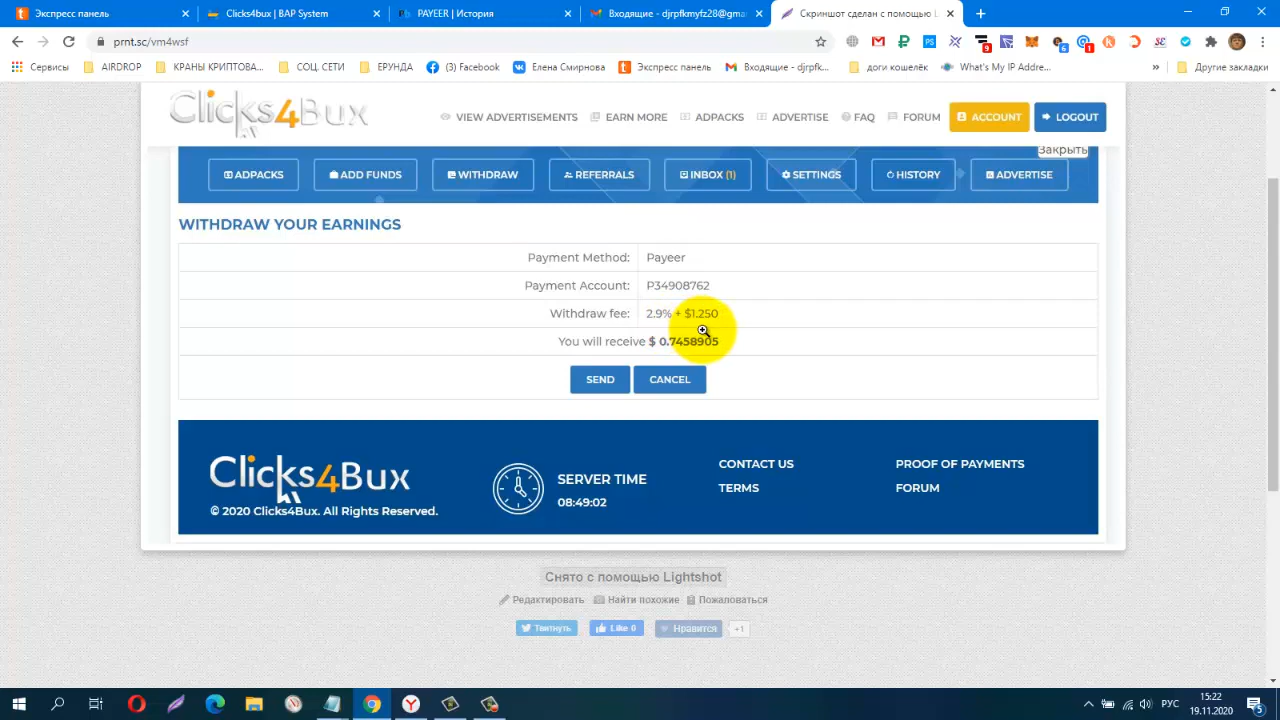 Экспресс панель
Clicks4bux | BAP System
PAYEER | История
Входящие - djrpfkmyfz28@gma
Скриншот сделан с помощью L
prnt.sc/vm4wsf
Сервисы
AIRDROP
КРАНЫ КРИПТОВА...
СОЦ. СЕТИ
ЕРУНДА
(3) Facebook
Елена Смирнова
Экспресс панель
Входящие - djrpfk...
доги кошелёк
What's My IP Addre...
Другие закладки
Clicks4Bux
VIEW ADVERTISEMENTS
EARN MORE
ADPACKS
ADVERTISE
FAQ
FORUM
ACCOUNT
LOGOUT
Закрыть
ADPACKS
ADD FUNDS
WITHDRAW
REFERRALS
INBOX (1)
SETTINGS
HISTORY
ADVERTISE
WITHDRAW YOUR EARNINGS
Payment Method: Payeer
Payment Account: P34908762
Withdraw fee: 2.9% + $1.250
You will receive $ 0.7458905
SEND
CANCEL
Clicks4Bux
© 2020 Clicks4Bux. All Rights Reserved.
SERVER TIME
08:49:02
CONTACT US
TERMS
PROOF OF PAYMENTS
FORUM
Снято с помощью Lightshot
Редактировать
Найти похожие
Пожаловаться
Твитнуть
Like 0
Нравится
+1
РУС
15:22
19.11.2020